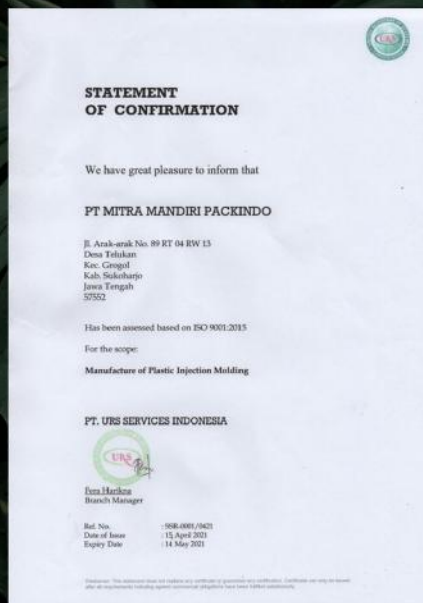 URS
STATEMENT
OF CONFIRMATION
We have great pleasure to inform that
PT MITRA MANDIRI PACKINDO
Jl. Arak-arak No. 89 RT 04 RW 13
Desa Telukan
Kec. Grogol
Kab. Sukoharjo
Jawa Tengah
57552
Has been assessed based on ISO 9001:2015
For the scope:
Manufacture of Plastic Injection Molding
PT. URS SERVICES INDONESIA
URS
Fera Harikna
Branch Manager
Ref. No. : SSR-0001/0421
Date of Issue : 15 April 2021
Expiry Date : 14 May 2021